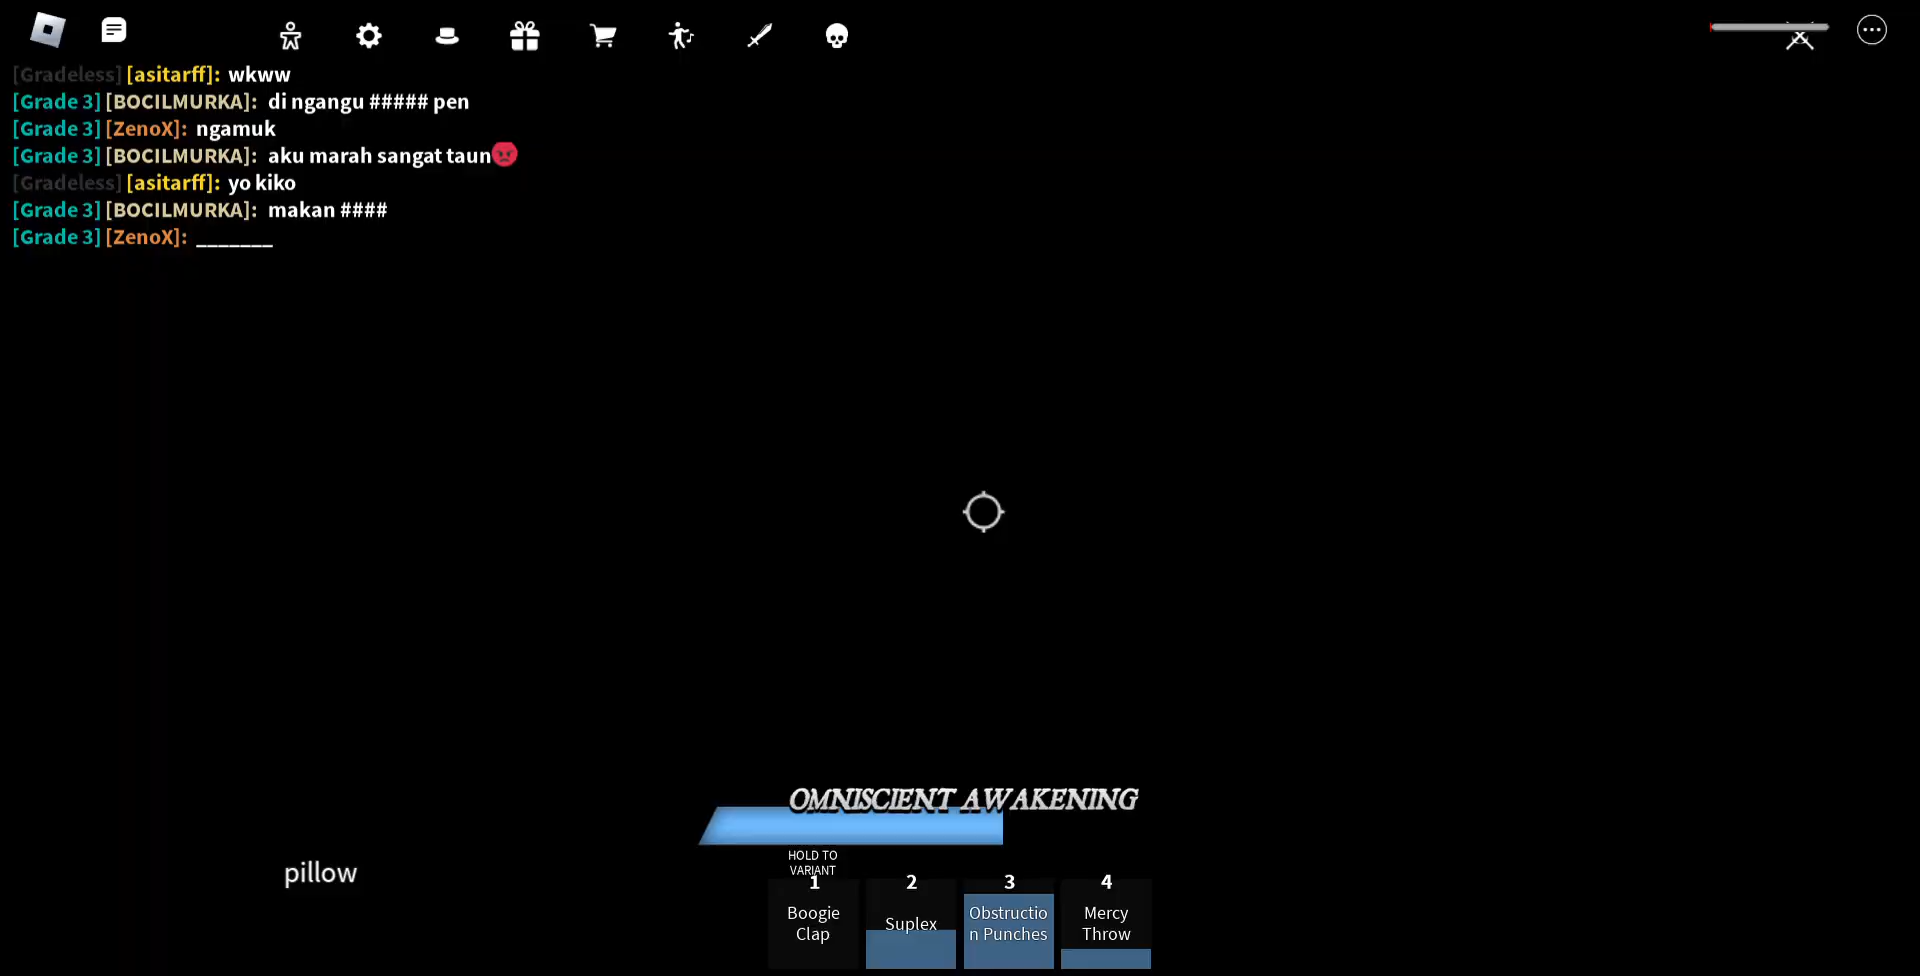 [Gradeless] [asitarff]: wkww
[Grade 3] [BOCILMURKA]: di ngangu ##### pen
[Grade 3] [ZenoX]: ngamuk
[Grade 3] [BOCILMURKA]: aku marah sangat taun😡
[Gradeless] [asitarff]: yo kiko
[Grade 3] [BOCILMURKA]: makan ####
[Grade 3] [ZenoX]: _______
OMNISCIENT AWAKENING
pillow
HOLD TO
VARIANT
1
Boogie
Clap
2
Suplex
3
Obstructio
n Punches
4
Mercy
Throw